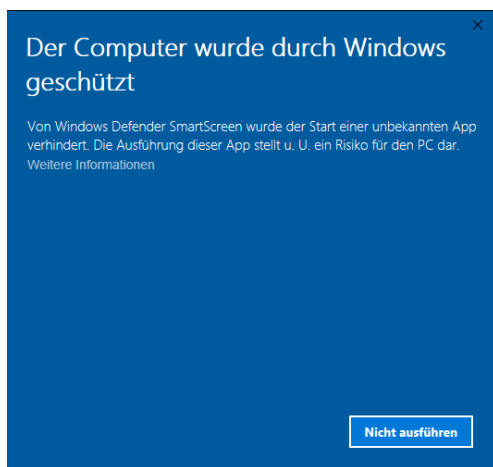 Der Computer wurde durch Windows
geschützt
Von Windows Defender SmartScreen wurde der Start einer unbekannten App
verhindert. Die Ausführung dieser App stellt u. U. ein Risiko für den PC dar.
Weitere Informationen
Nicht ausführen